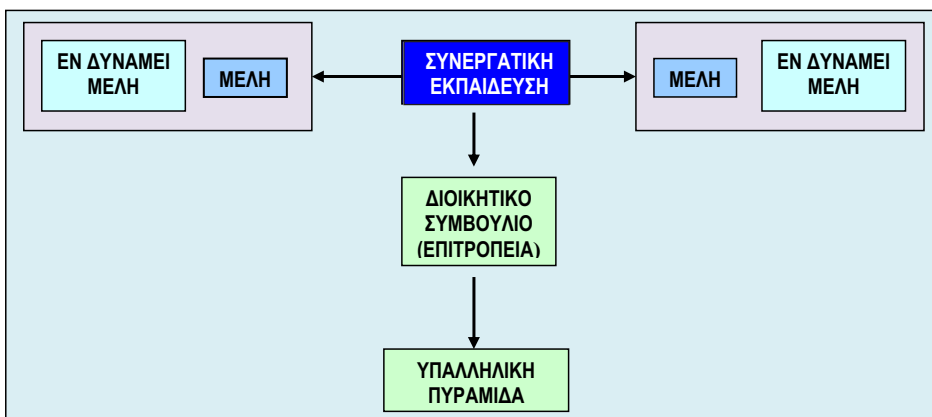 ΕΝ ΔΥΝΑΜΕΙ
ΜΕΛΗ
ΜΕΛΗ
ΣΥΝΕΡΓΑΤΙΚΗ
ΕΚΠΑΙΔΕΥΣΗ
ΜΕΛΗ
ΕΝ ΔΥΝΑΜΕΙ
ΜΕΛΗ
ΔΙΟΙΚΗΤΙΚΟ
ΣΥΜΒΟΥΛΙΟ
(ΕΠΙΤΡΟΠΕΙΑ)
ΥΠΑΛΛΗΛΙΚΗ
ΠΥΡΑΜΙΔΑ